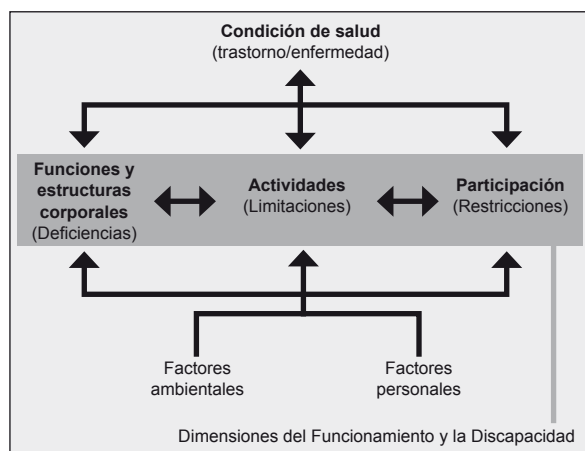 Condición de salud
(trastorno/enfermedad)
Funciones y
estructuras
corporales
(Deficiencias)
Actividades
(Limitaciones)
Participación
(Restricciones)
Factores
ambientales
Factores
personales
Dimensiones del Funcionamiento y la Discapacidad